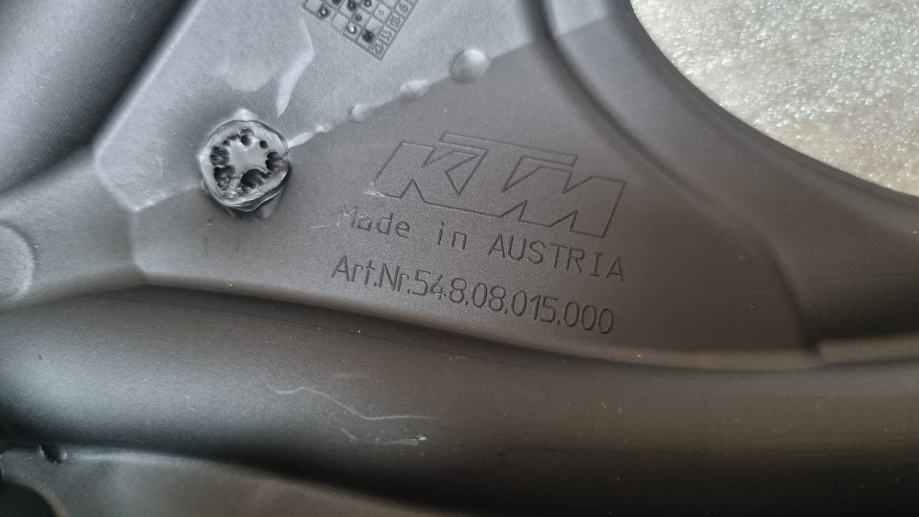 KTM
Made in AUSTRIA
Art.Nr.548.08.015.000